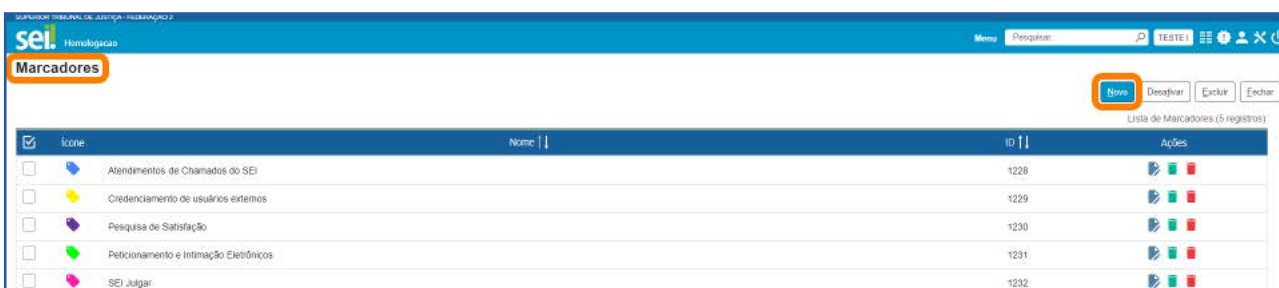 SUPERIOR TRIBUNAL DE JUSTIÇA - FEDERAÇÃO 2
sei! Homologacao Menu Pesquisar... TESTE I
Marcadores
Novo Desativar Excluir Fechar
Lista de Marcadores (5 registros):
Ícone Nome ID Ações
Atendimentos de Chamados do SEI 1228
Credenciamento de usuários externos 1229
Pesquisa de Satisfação 1230
Peticionamento e Intimação Eletrônicos 1231
SEI Julgar 1232